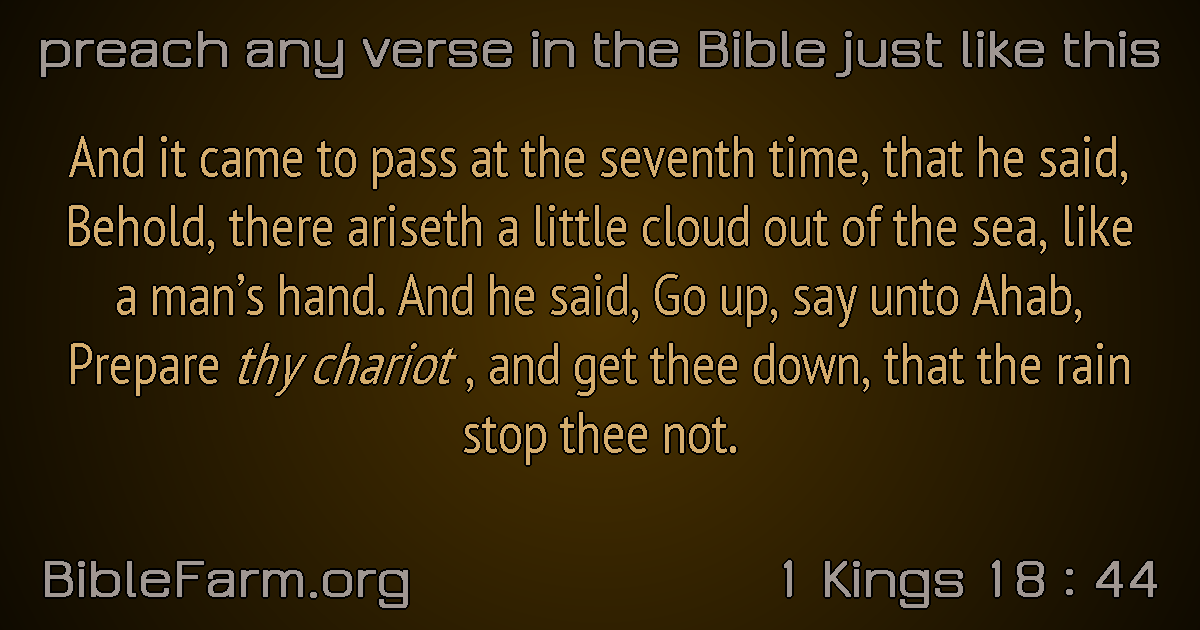 preach any verse in the Bible just like this
And it came to pass at the seventh time, that he said,
Behold, there ariseth a little cloud out of the sea, like
a man’s hand. And he said, Go up, say unto Ahab,
Prepare thy chariot , and get thee down, that the rain
stop thee not.
BibleFarm.org
1 Kings 18 : 44